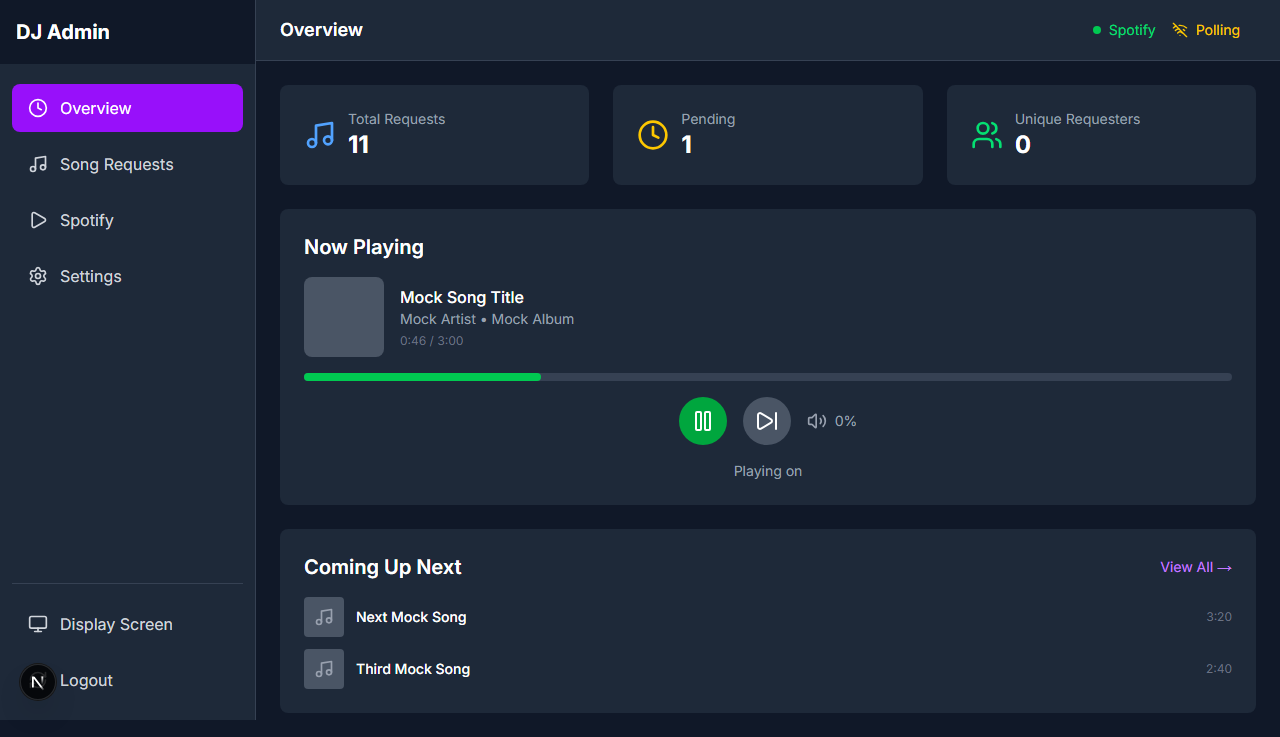 DJ Admin
Overview
Spotify
Polling
Overview
Song Requests
Spotify
Settings
Display Screen
N
Logout
Total Requests
11
Pending
1
Unique Requesters
0
Now Playing
Mock Song Title
Mock Artist • Mock Album
0:46 / 3:00
0%
Playing on
Coming Up Next
View All →
Next Mock Song
3:20
Third Mock Song
2:40